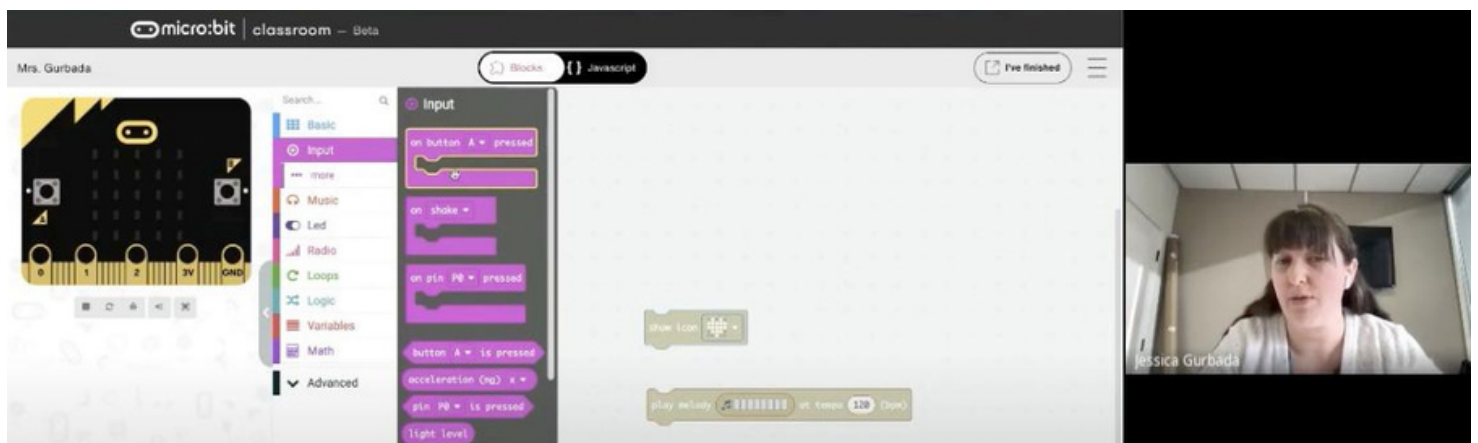 micro:bit | classroom – Beta
Mrs. Gurbada
Blocks
{ } Javascript
I've finished
Search...
Basic
Input
more
Music
Led
Radio
Loops
Logic
Variables
Math
Advanced
Input
on button A pressed
on shake
on pin P0 pressed
button A is pressed
acceleration (mg) x
pin P0 is pressed
light level
A
B
0 1 2 3V GND
show icon
play melody at tempo 120 (bpm)
Jessica Gurbada